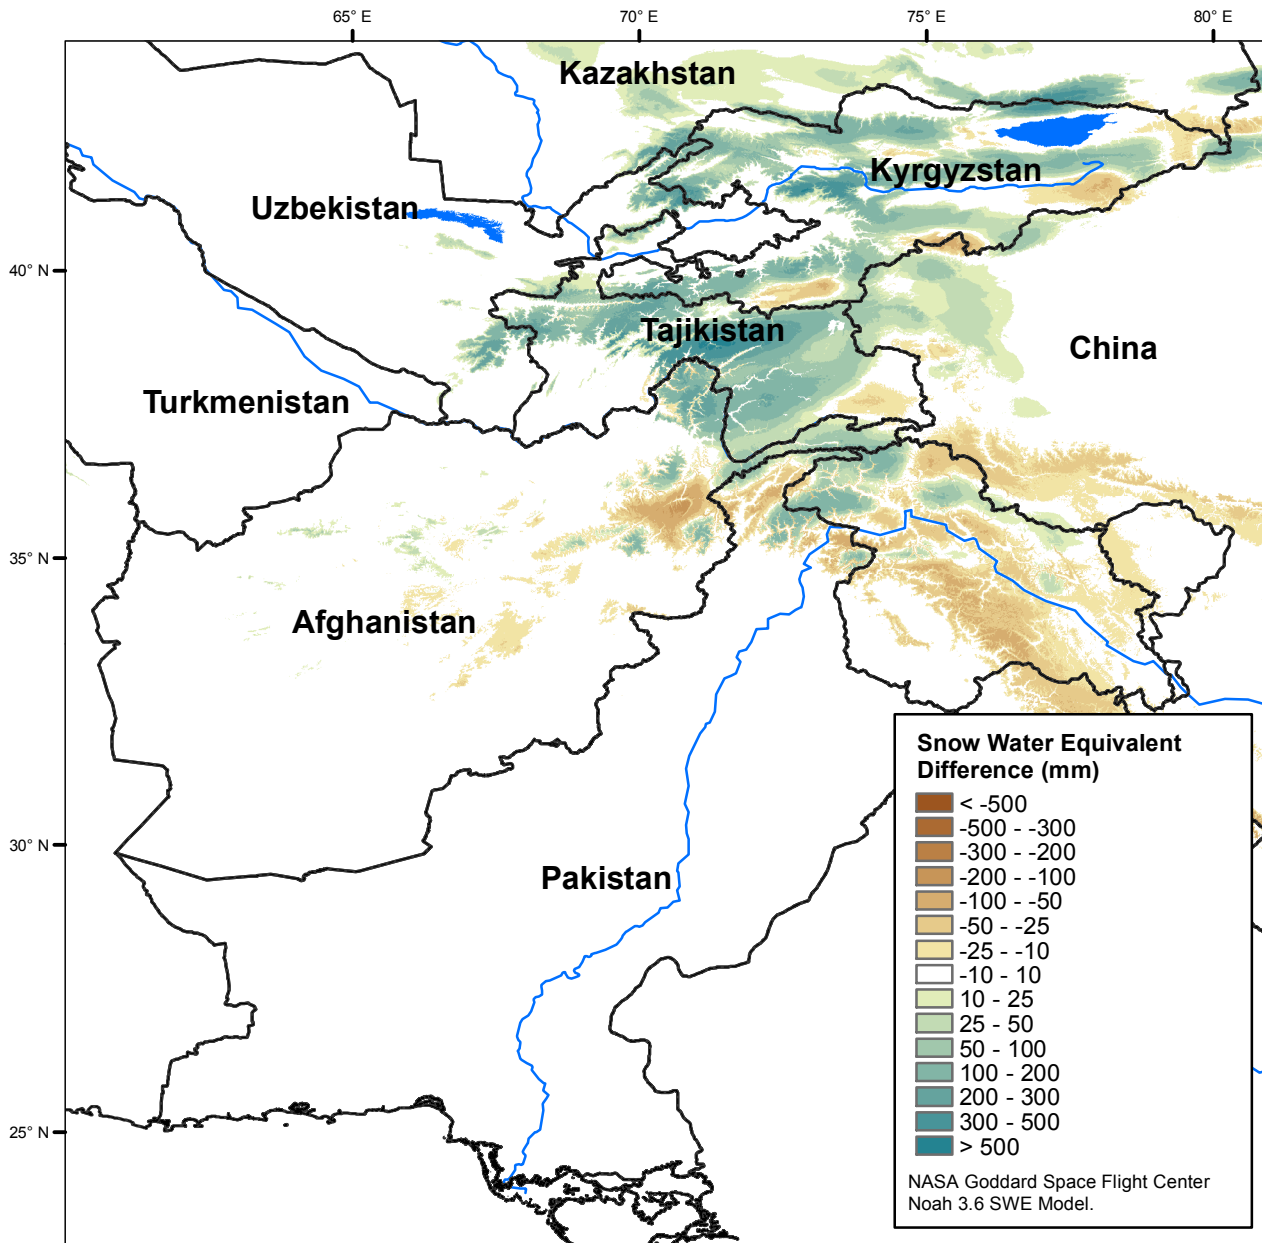 65° E
70° E
75° E
80° E
Kazakhstan
Kyrgyzstan
Uzbekistan
40° N
Tajikistan
China
Turkmenistan
35° N
Afghanistan
30° N
Pakistan
25° N
Snow Water Equivalent
Difference (mm)
< -500
-500 - -300
-300 - -200
-200 - -100
-100 - -50
-50 - -25
-25 - -10
-10 - 10
10 - 25
25 - 50
50 - 100
100 - 200
200 - 300
300 - 500
> 500
NASA Goddard Space Flight Center
Noah 3.6 SWE Model.